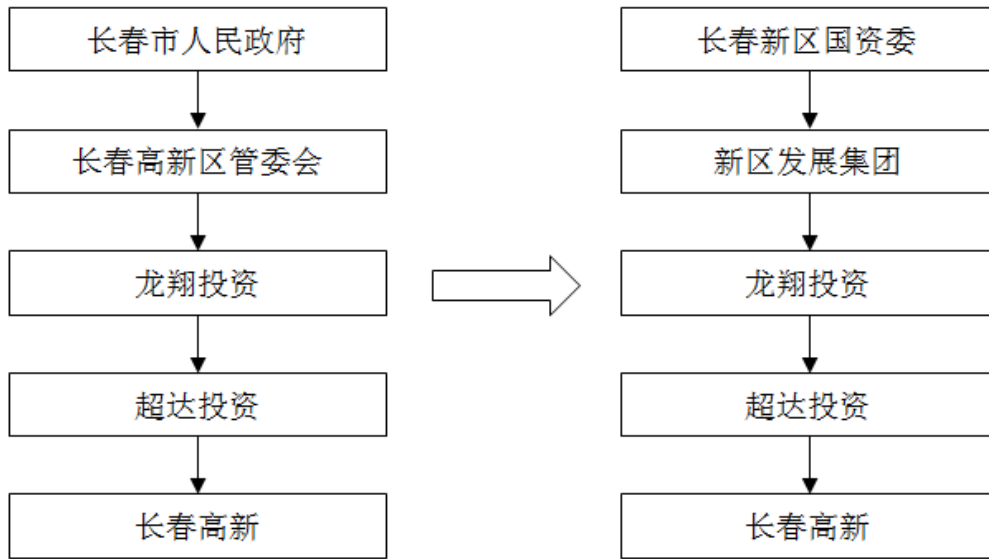 长春市人民政府
长春高新区管委会
龙翔投资
超达投资
长春高新
长春新区国资委
新区发展集团
龙翔投资
超达投资
长春高新